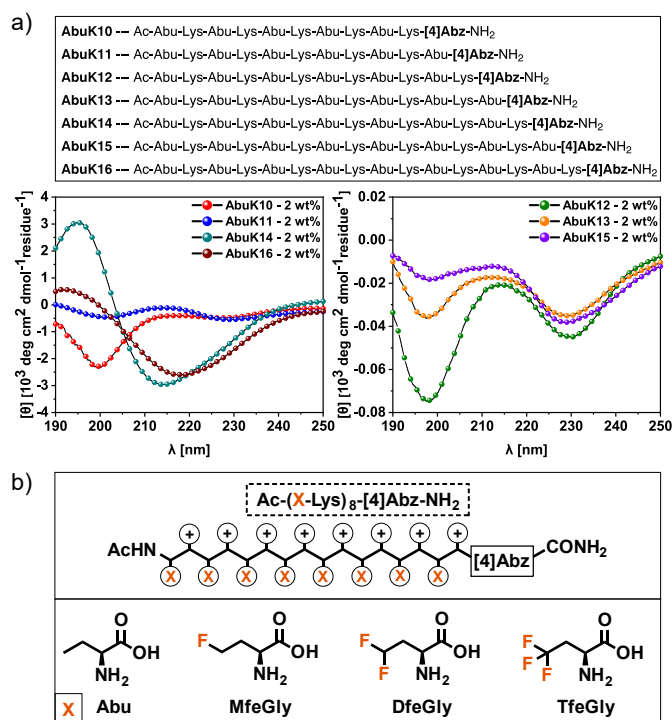 a)
AbuK10 --- Ac-Abu-Lys-Abu-Lys-Abu-Lys-Abu-Lys-Abu-Lys-[4]Abz-NH₂
AbuK11 --- Ac-Abu-Lys-Abu-Lys-Abu-Lys-Abu-Lys-Abu-Lys-Abu-[4]Abz-NH₂
AbuK12 --- Ac-Abu-Lys-Abu-Lys-Abu-Lys-Abu-Lys-Abu-Lys-Abu-Lys-[4]Abz-NH₂
AbuK13 --- Ac-Abu-Lys-Abu-Lys-Abu-Lys-Abu-Lys-Abu-Lys-Abu-Lys-Abu-[4]Abz-NH₂
AbuK14 --- Ac-Abu-Lys-Abu-Lys-Abu-Lys-Abu-Lys-Abu-Lys-Abu-Lys-Abu-Lys-[4]Abz-NH₂
AbuK15 --- Ac-Abu-Lys-Abu-Lys-Abu-Lys-Abu-Lys-Abu-Lys-Abu-Lys-Abu-Lys-Abu-[4]Abz-NH₂
AbuK16 --- Ac-Abu-Lys-Abu-Lys-Abu-Lys-Abu-Lys-Abu-Lys-Abu-Lys-Abu-Lys-Abu-Lys-[4]Abz-NH₂
[θ] [10³ deg cm² dmol⁻¹residue⁻¹]
4
3
2
1
0
-1
-2
-3
-4
AbuK10 - 2 wt%
AbuK11 - 2 wt%
AbuK14 - 2 wt%
AbuK16 - 2 wt%
190 200 210 220 230 240 250
λ [nm]
[θ] [10³ deg cm² dmol⁻¹residue⁻¹]
0.02
0.00
-0.02
-0.04
-0.06
-0.08
AbuK12 - 2 wt%
AbuK13 - 2 wt%
AbuK15 - 2 wt%
190 200 210 220 230 240 250
λ [nm]
b)
Ac-(X-Lys)₈-[4]Abz-NH₂
+ + + + + + + +
AcHN [4]Abz CONH₂
X X X X X X X X
O OH NH₂
Abu
F O OH NH₂
MfeGly
F F O OH NH₂
DfeGly
F F F O OH NH₂
TfeGly
X